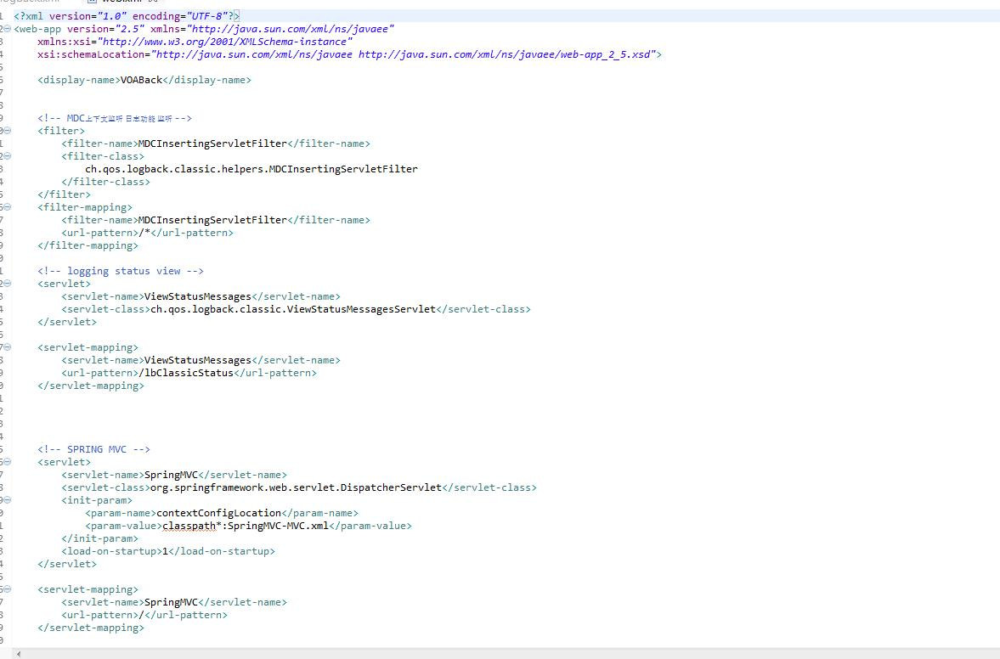 <?xml version="1.0" encoding="UTF-8"?>
<web-app version="2.5" xmlns="http://java.sun.com/xml/ns/javaee"
xmlns:xsi="http://www.w3.org/2001/XMLSchema-instance"
xsi:schemaLocation="http://java.sun.com/xml/ns/javaee http://java.sun.com/xml/ns/javaee/web-app_2_5.xsd">
<display-name>VOABack</display-name>
<!-- MDC上下文监听 日志功能 监听 -->
<filter>
<filter-name>MDCInsertingServletFilter</filter-name>
<filter-class>
ch.qos.logback.classic.helpers.MDCInsertingServletFilter
</filter-class>
</filter>
<filter-mapping>
<filter-name>MDCInsertingServletFilter</filter-name>
<url-pattern>/*</url-pattern>
</filter-mapping>
<!-- logging status view -->
<servlet>
<servlet-name>ViewStatusMessages</servlet-name>
<servlet-class>ch.qos.logback.classic.ViewStatusMessagesServlet</servlet-class>
</servlet>
<servlet-mapping>
<servlet-name>ViewStatusMessages</servlet-name>
<url-pattern>/lbClassicStatus</url-pattern>
</servlet-mapping>
<!-- SPRING MVC -->
<servlet>
<servlet-name>SpringMVC</servlet-name>
<servlet-class>org.springframework.web.servlet.DispatcherServlet</servlet-class>
<init-param>
<param-name>contextConfigLocation</param-name>
<param-value>classpath*:SpringMVC-MVC.xml</param-value>
</init-param>
<load-on-startup>1</load-on-startup>
</servlet>
<servlet-mapping>
<servlet-name>SpringMVC</servlet-name>
<url-pattern>/</url-pattern>
</servlet-mapping>